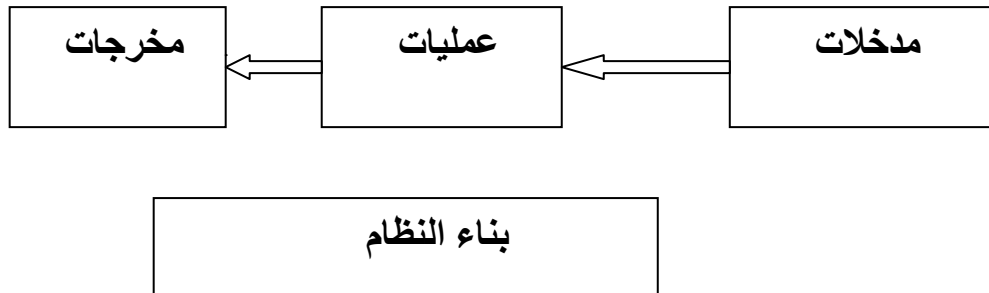 مدخلات
عمليات
مخرجات
بناء النظام